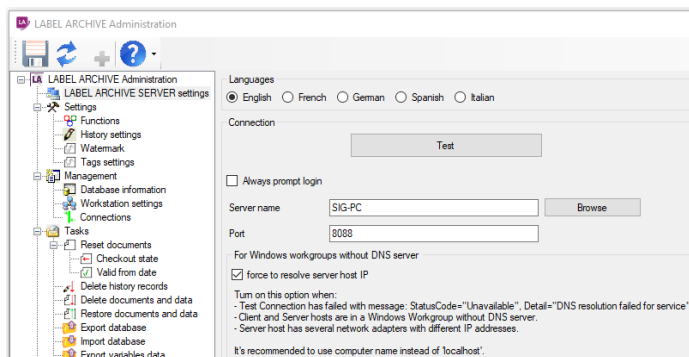 LABEL ARCHIVE Administration
LA LABEL ARCHIVE Administration
LABEL ARCHIVE SERVER settings
Settings
Functions
History settings
Watermark
Tags settings
Management
Database information
Workstation settings
Connections
Tasks
Reset documents
Checkout state
Valid from date
Delete history records
Delete documents and data
Restore documents and data
Export database
Import database
Export variables data
Languages
English French German Spanish Italian
Connection
Test
Always prompt login
Server name SIG-PC Browse
Port 8088
For Windows workgroups without DNS server
force to resolve server host IP
Turn on this option when:
- Test Connection has failed with message: StatusCode="Unavailable", Detail="DNS resolution failed for service"
- Client and Server hosts are in a Windows Workgroup without DNS server.
- Server host has several network adapters with different IP addresses.
It's recommended to use computer name instead of 'localhost'.